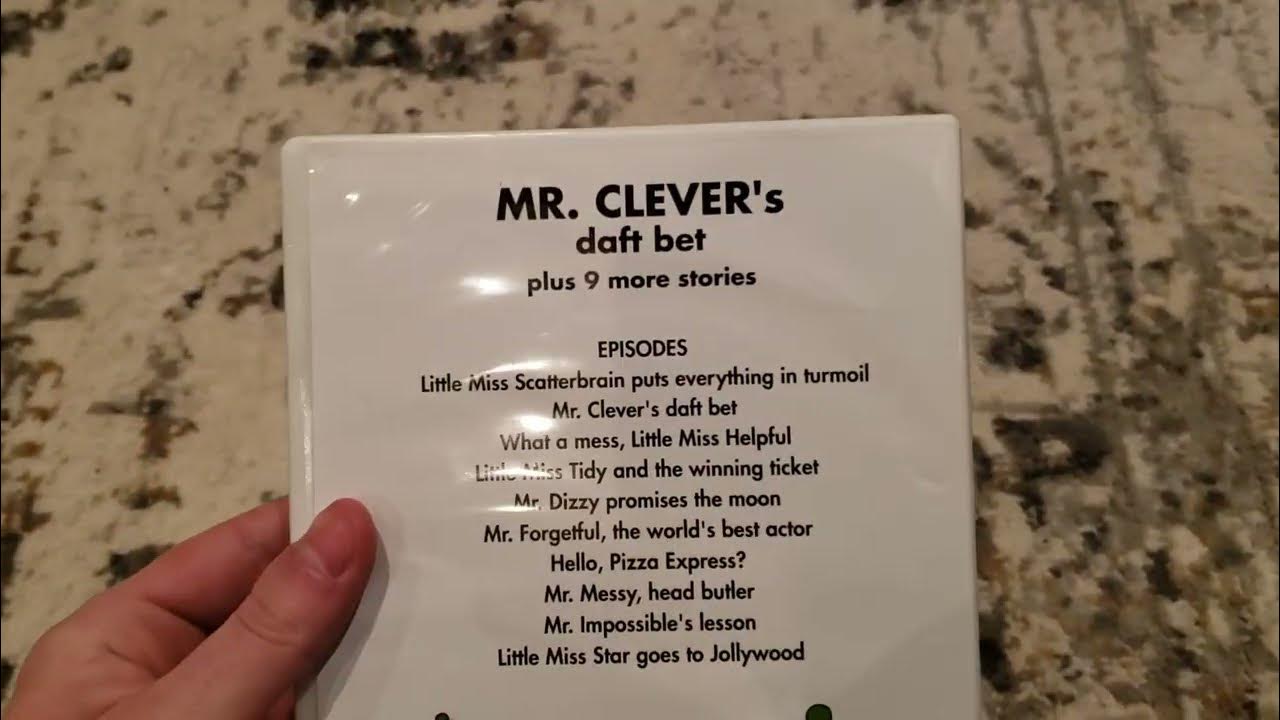 MR. CLEVER's
daft bet
plus 9 more stories
EPISODES
Little Miss Scatterbrain puts everything in turmoil
Mr. Clever's daft bet
What a mess, Little Miss Helpful
Little Miss Tidy and the winning ticket
Mr. Dizzy promises the moon
Mr. Forgetful, the world's best actor
Hello, Pizza Express?
Mr. Messy, head butler
Mr. Impossible's lesson
Little Miss Star goes to Jollywood